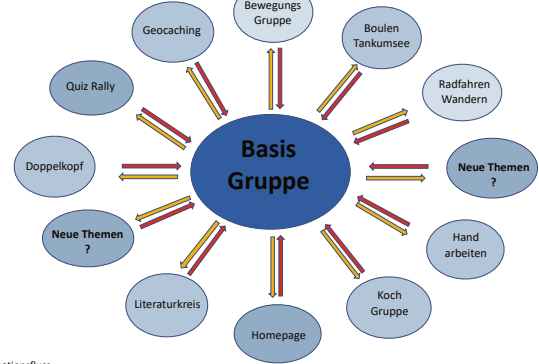 Bewegungs
Gruppe
Geocaching
Boulen
Tankumsee
Quiz Rally
Radfahren
Wandern
Basis
Gruppe
Doppelkopf
Neue Themen
?
Neue Themen
?
Hand
arbeiten
Literaturkreis
Koch
Gruppe
Homepage